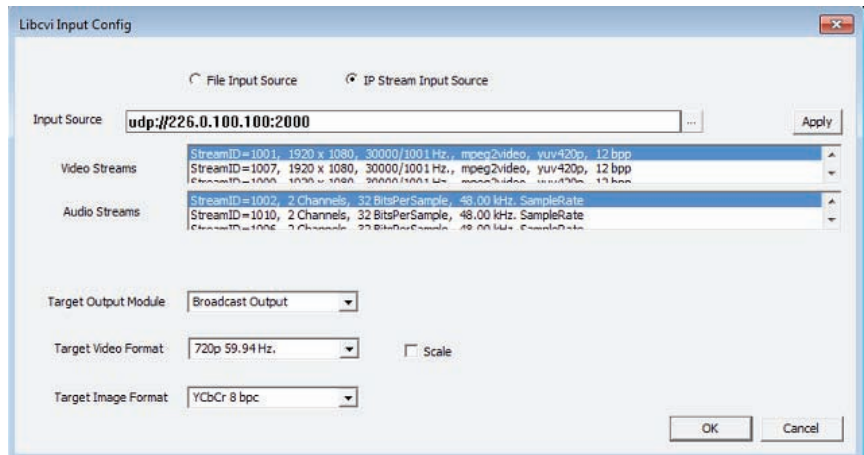 Libcvi Input Config
File Input Source
IP Stream Input Source
Input Source
udp://226.0.100.100:2000
...
Apply
Video Streams
StreamID=1001, 1920 x 1080, 30000/1001 Hz., mpeg2video, yuv420p, 12 bpp
StreamID=1007, 1920 x 1080, 30000/1001 Hz., mpeg2video, yuv420p, 12 bpp
Audio Streams
StreamID=1002, 2 Channels, 32 BitsPerSample, 48.00 kHz. SampleRate
StreamID=1010, 2 Channels, 32 BitsPerSample, 48.00 kHz. SampleRate
Target Output Module
Broadcast Output
Target Video Format
720p 59.94 Hz.
Scale
Target Image Format
YCbCr 8 bpc
OK
Cancel